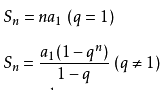 Sₙ = na₁ (q = 1)
Sₙ = a₁(1 − qⁿ) / (1 − q) (q ≠ 1)